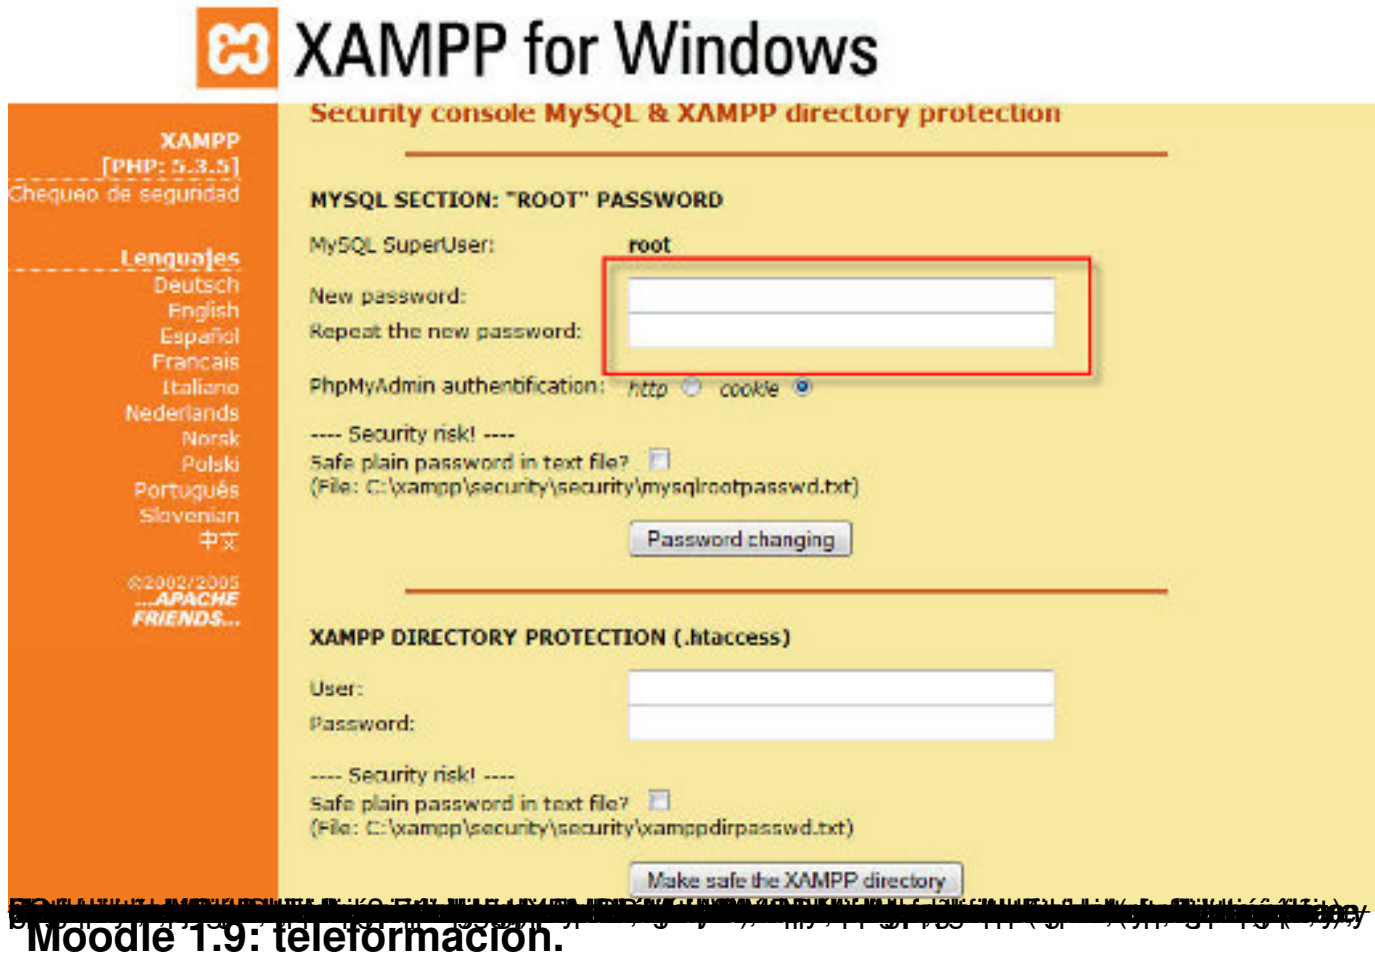 XAMPP for Windows
Security console MySQL & XAMPP directory protection
XAMPP
[PHP: 5.3.5]
Chequeo de seguridad
Lenguajes
Deutsch
English
Español
Francais
Italiano
Nederlands
Norsk
Polski
Português
Slovenian
中文
©2002/2005
...APACHE
FRIENDS...
MYSQL SECTION: "ROOT" PASSWORD
MySQL SuperUser: root
New password:
Repeat the new password:
PhpMyAdmin authentification: http cookie
---- Security risk! ----
Safe plain password in text file?
(File: C:\xampp\security\security\mysqlrootpasswd.txt)
Password changing
XAMPP DIRECTORY PROTECTION (.htaccess)
User:
Password:
---- Security risk! ----
Safe plain password in text file?
(File: C:\xampp\security\security\xamppdirpasswd.txt)
Make safe the XAMPP directory
Moodle 1.9: teleformación.